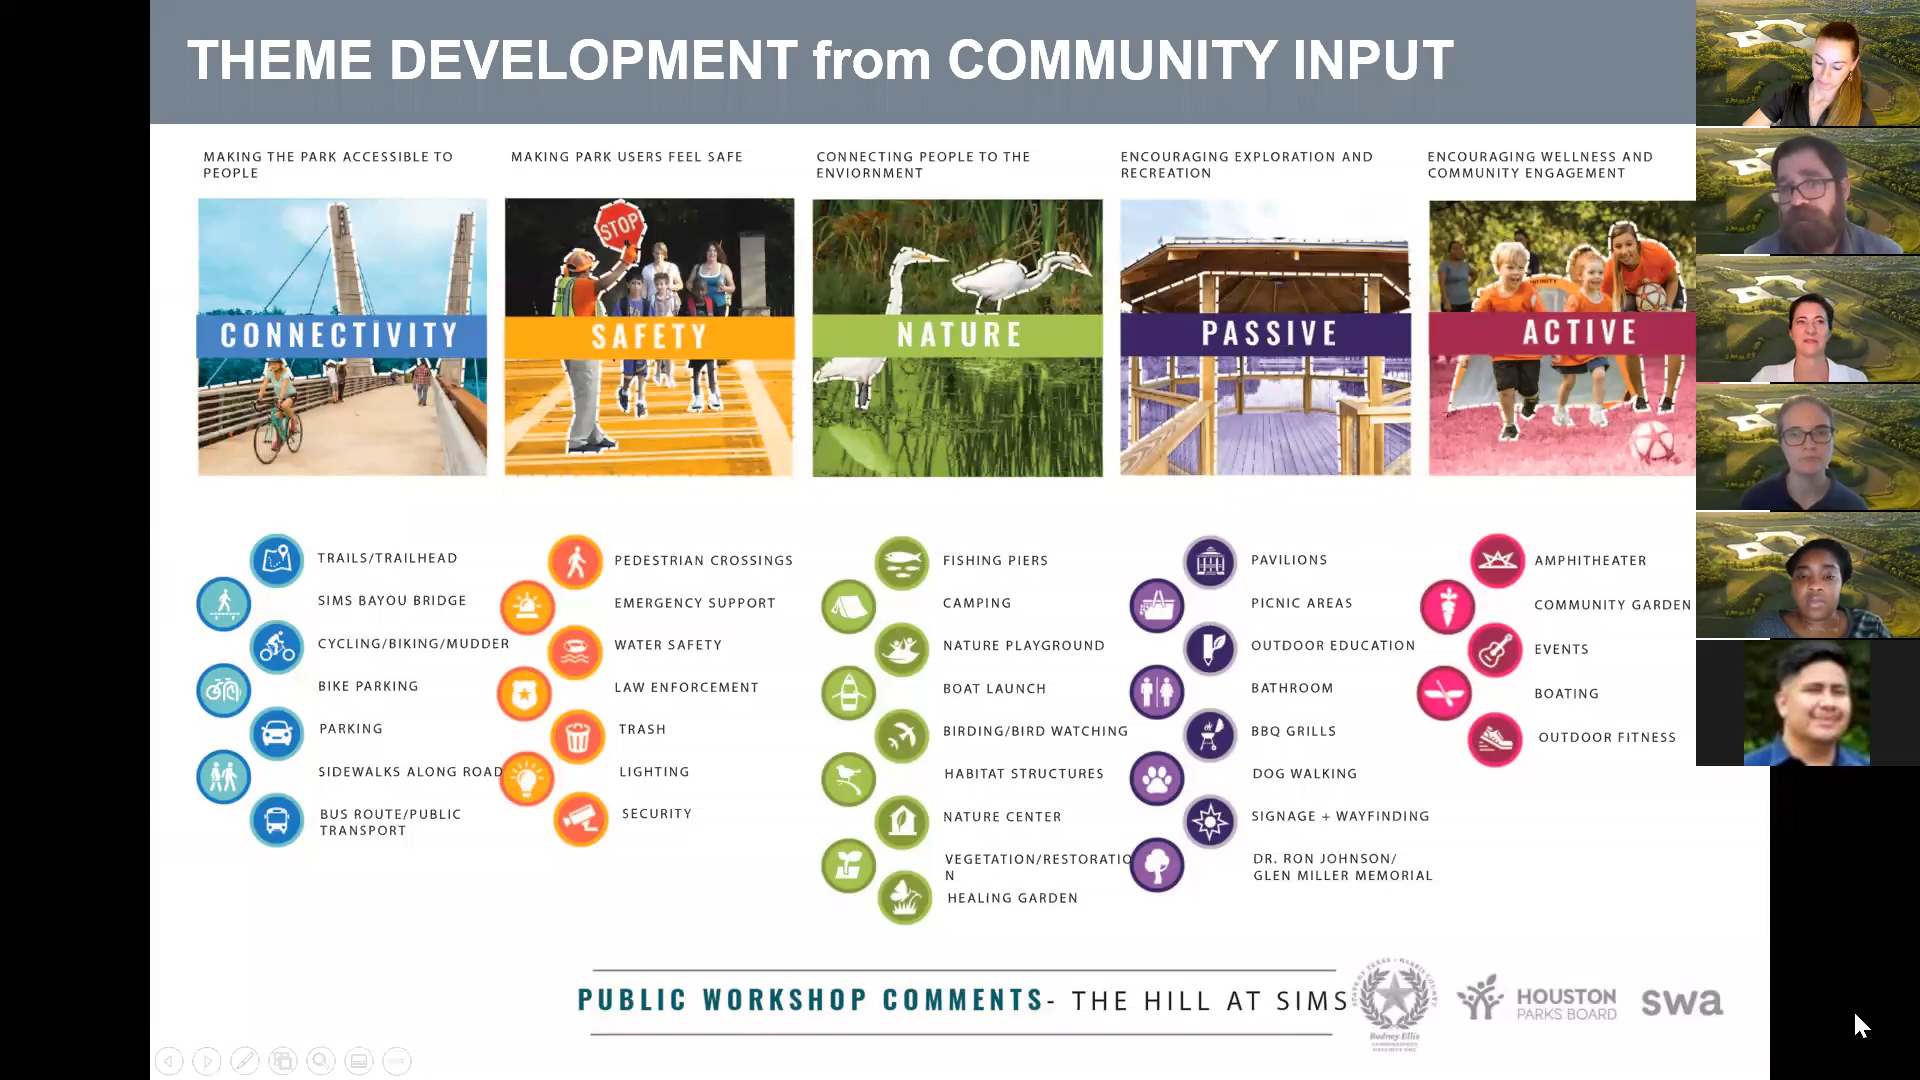 THEME DEVELOPMENT from COMMUNITY INPUT
MAKING THE PARK ACCESSIBLE TO
PEOPLE
MAKING PARK USERS FEEL SAFE
CONNECTING PEOPLE TO THE
ENVIORNMENT
ENCOURAGING EXPLORATION AND
RECREATION
ENCOURAGING WELLNESS AND
COMMUNITY ENGAGEMENT
STOP
CONNECTIVITY
SAFETY
NATURE
PASSIVE
ACTIVE
TRAILS/TRAILHEAD
SIMS BAYOU BRIDGE
CYCLING/BIKING/MUDDER
BIKE PARKING
PARKING
SIDEWALKS ALONG ROAD
BUS ROUTE/PUBLIC
TRANSPORT
PEDESTRIAN CROSSINGS
EMERGENCY SUPPORT
WATER SAFETY
LAW ENFORCEMENT
TRASH
LIGHTING
SECURITY
FISHING PIERS
CAMPING
NATURE PLAYGROUND
BOAT LAUNCH
BIRDING/BIRD WATCHING
HABITAT STRUCTURES
NATURE CENTER
VEGETATION/RESTORATIO
N
HEALING GARDEN
PAVILIONS
PICNIC AREAS
OUTDOOR EDUCATION
BATHROOM
BBQ GRILLS
DOG WALKING
SIGNAGE + WAYFINDING
DR. RON JOHNSON/
GLEN MILLER MEMORIAL
AMPHITHEATER
COMMUNITY GARDEN
EVENTS
BOATING
OUTDOOR FITNESS
PUBLIC WORKSHOP COMMENTS- THE HILL AT SIMS
Rodney Ellis
HOUSTON
PARKS BOARD
swa